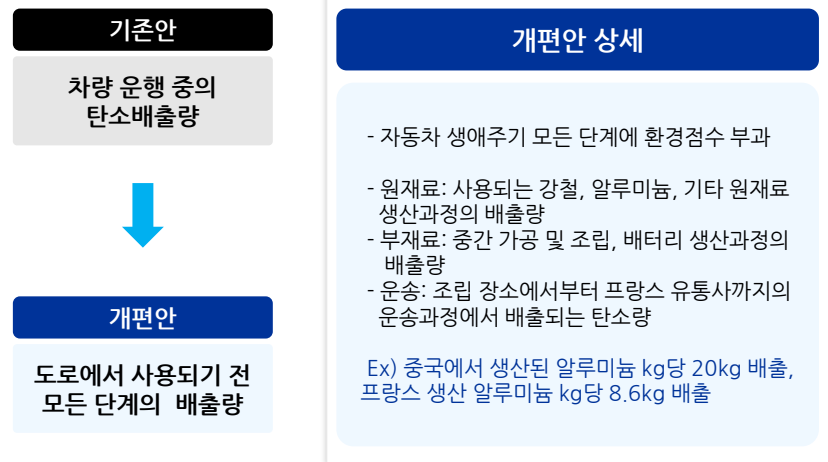 기존안
차량 운행 중의
탄소배출량
개편안
도로에서 사용되기 전
모든 단계의 배출량
개편안 상세
- 자동차 생애주기 모든 단계에 환경점수 부과
- 원재료: 사용되는 강철, 알루미늄, 기타 원재료
생산과정의 배출량
- 부재료: 중간 가공 및 조립, 배터리 생산과정의
배출량
- 운송: 조립 장소에서부터 프랑스 유통사까지의
운송과정에서 배출되는 탄소량
Ex) 중국에서 생산된 알루미늄 kg당 20kg 배출,
프랑스 생산 알루미늄 kg당 8.6kg 배출